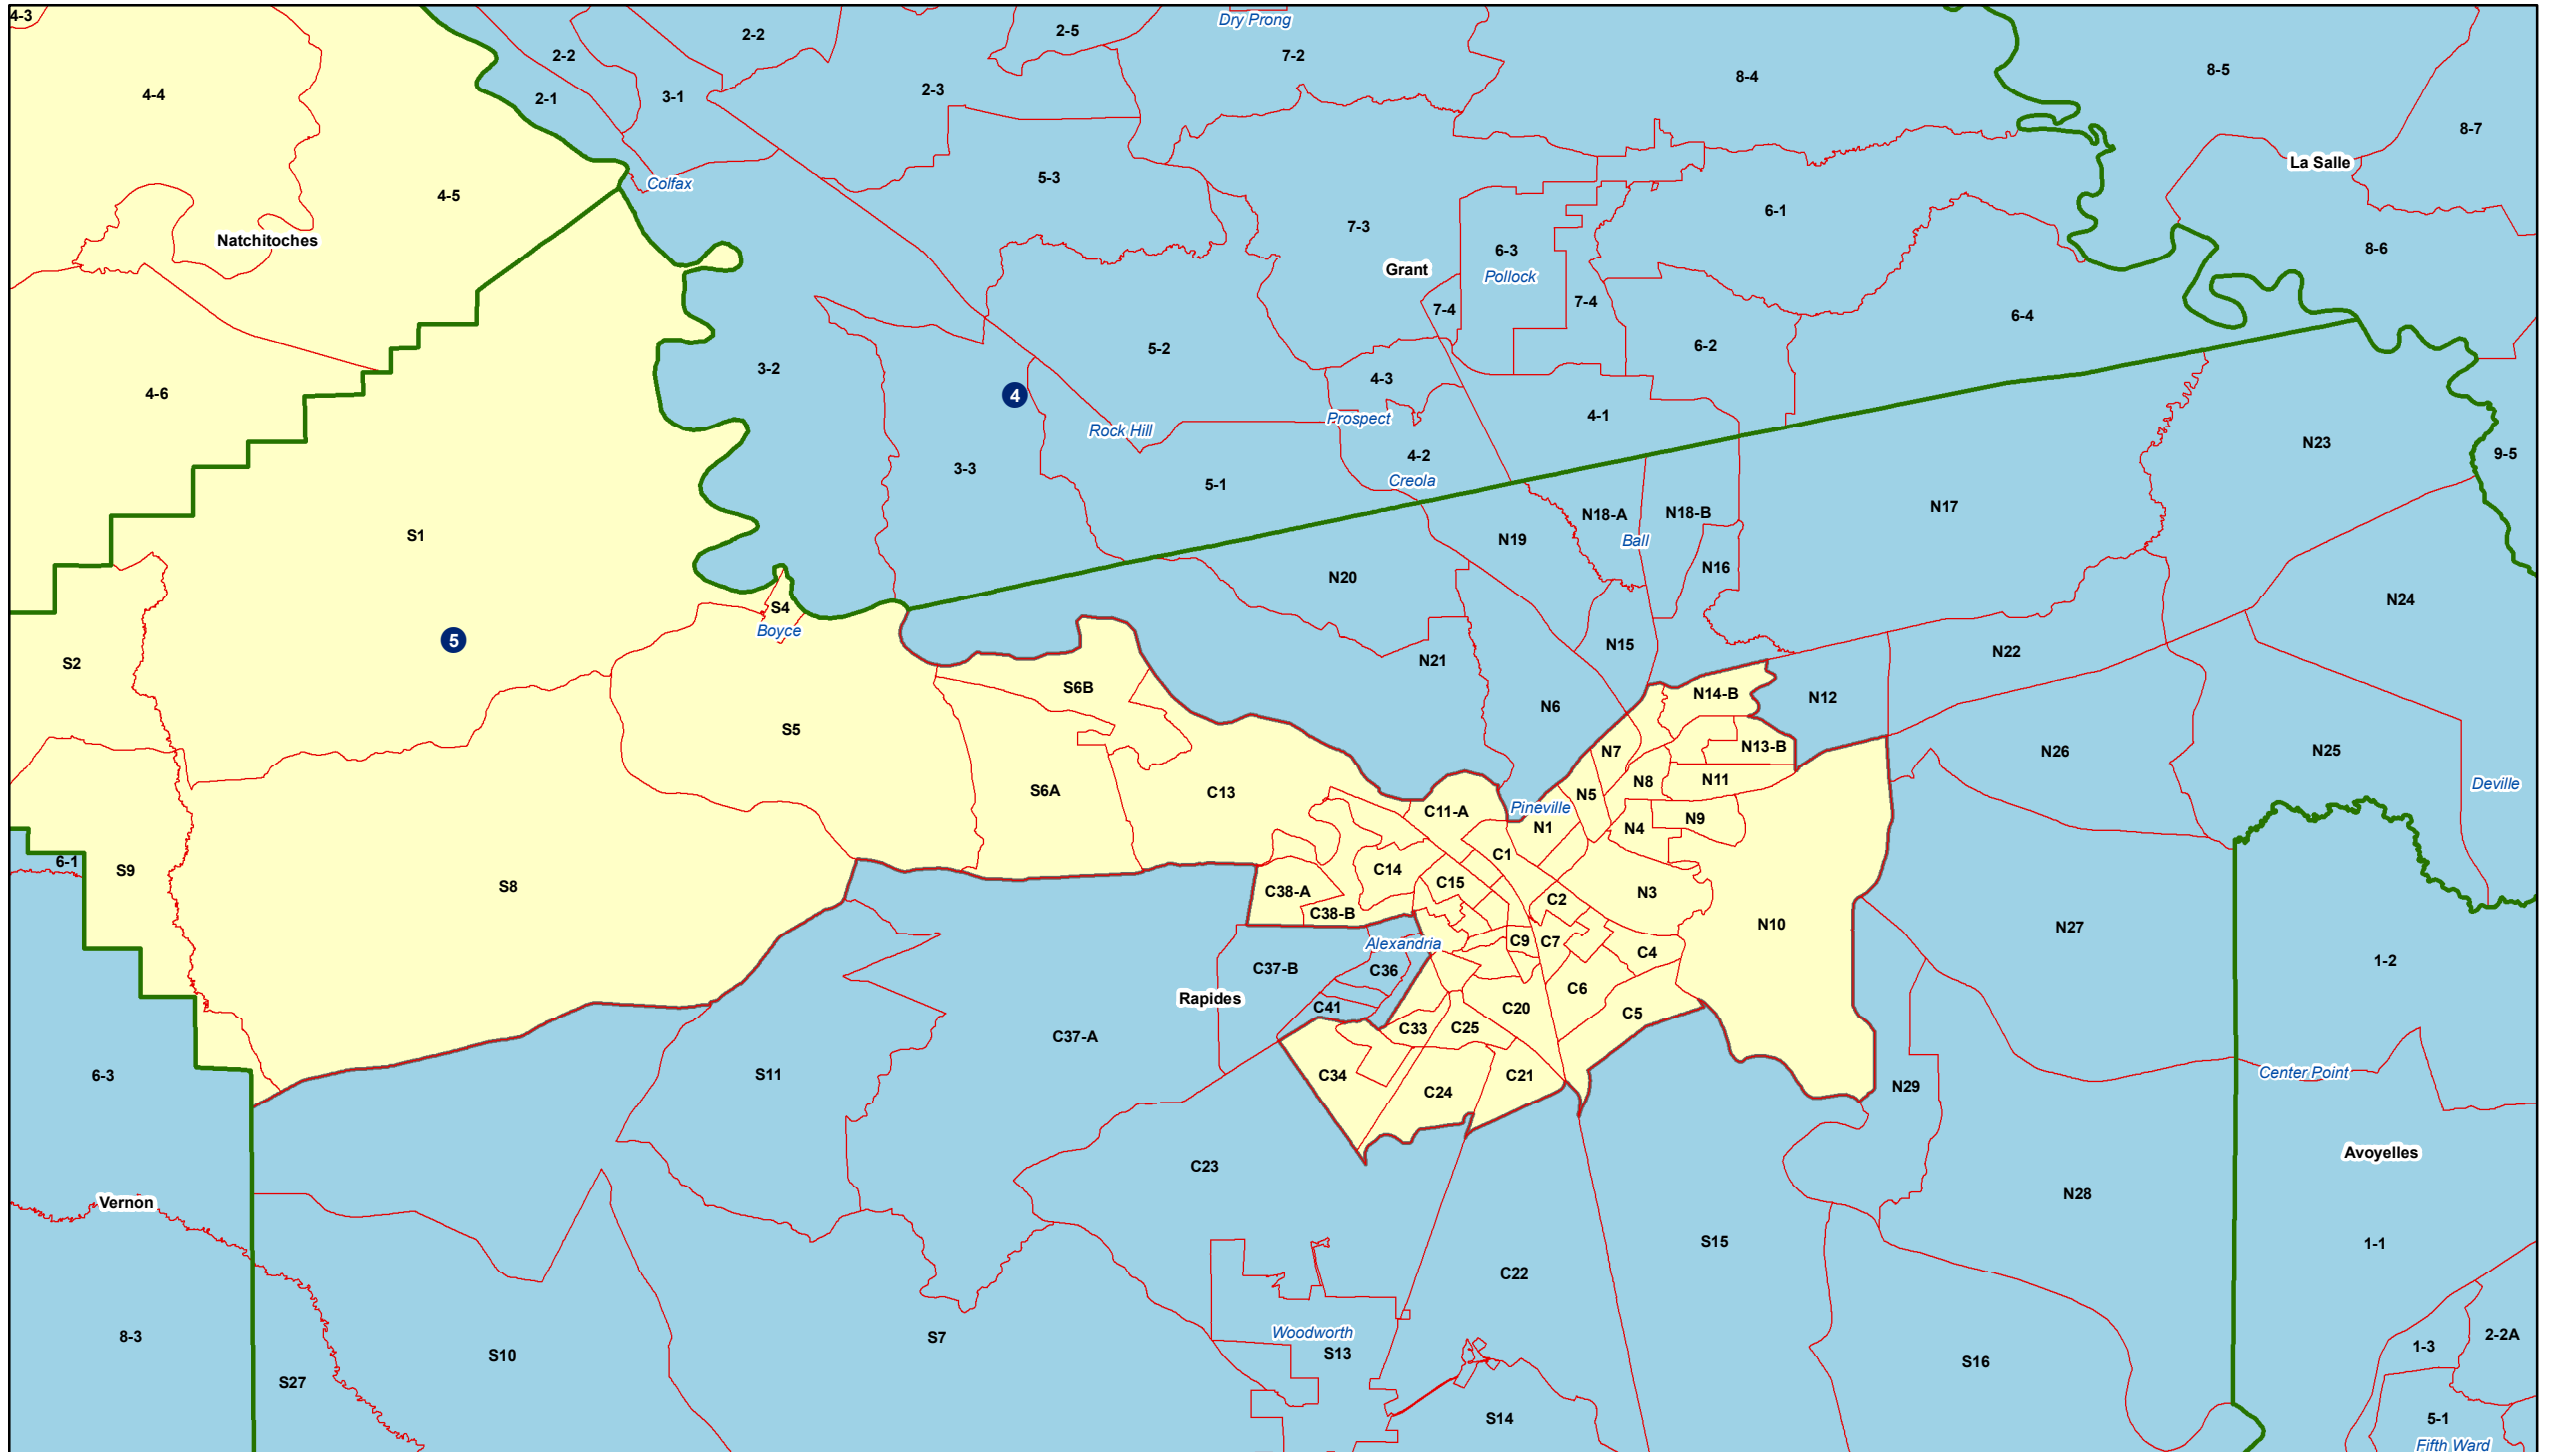 4-3
Dry Prong
2-2
2-5
2-2
7-2
8-4
8-5
4-4
2-1
3-1
2-3
8-7
La Salle
Colfax
5-3
4-5
6-1
7-3
Natchitoches
6-3
8-6
Grant
Pollock
7-4
7-4
6-4
5-2
6-2
3-2
4-3
4-6
4
4-1
Prospect
Rock Hill
N23
4-2
9-5
3-3
Creola
5-1
N17
N18-A
N18-B
S1
N19
Ball
N16
N20
N24
S4
Boyce
5
N15
N22
S2
N21
S6B
N14-B
N12
N6
S5
N7
N13-B
N26
N25
N11
N8
Deville
S6A
C13
N5
Pineville
C11-A
N9
N1
N4
C1
6-1
S9
C14
C15
S8
C38-A
N3
C2
C38-B
N10
N27
C9
C7
Alexandria
C4
1-2
C37-B
C36
C6
Rapides
C41
C20
C5
C33
C25
C37-A
Center Point
6-3
S11
C34
C21
N29
C24
Avoyelles
C23
N28
Vernon
S15
1-1
C22
Woodworth
2-2A
8-3
S7
1-3
S13
S10
S16
S27
S14
5-1
Fifth Ward